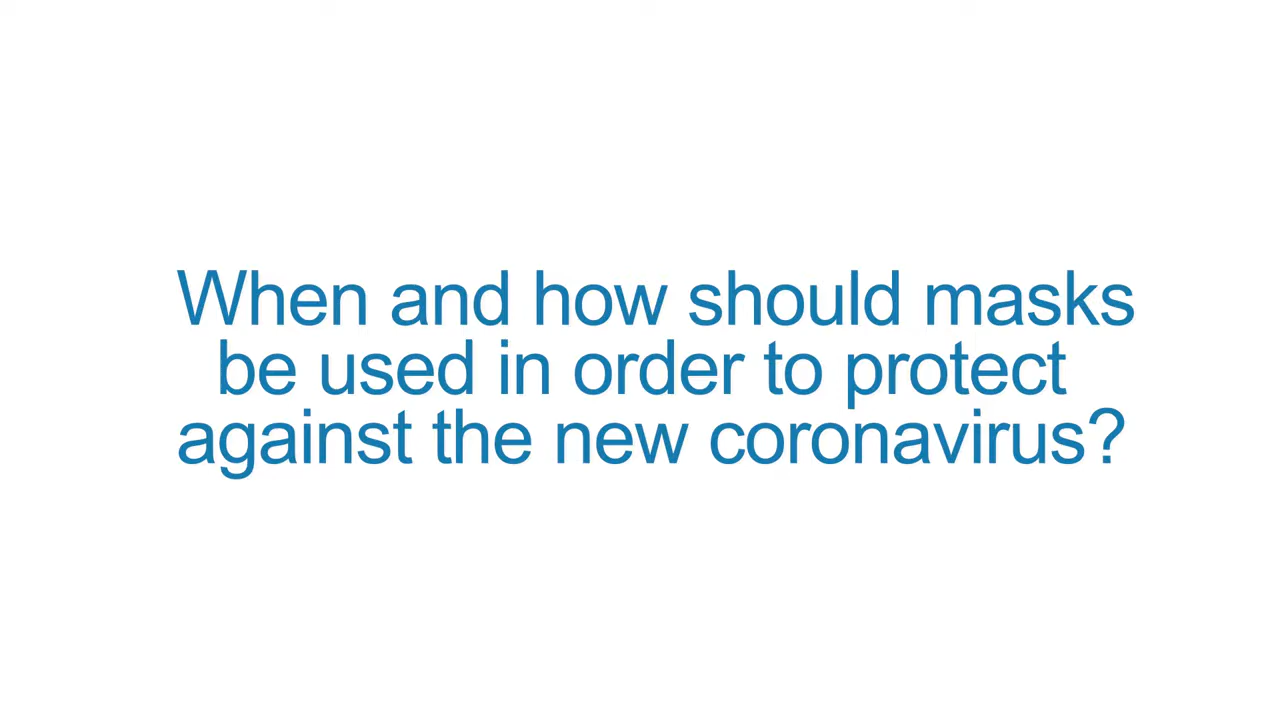 When and how should masks
be used in order to protect
against the new coronavirus?